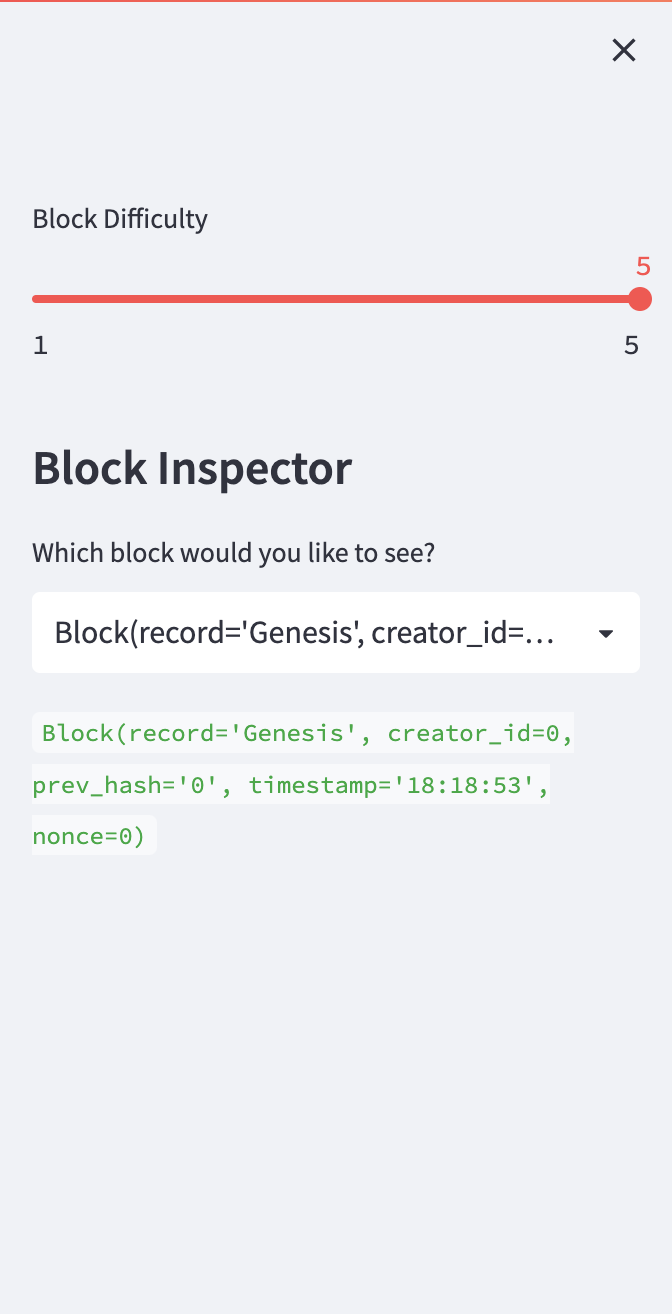 Block Difficulty
5
1
5
Block Inspector
Which block would you like to see?
Block(record='Genesis', creator_id=...
Block(record='Genesis', creator_id=0,
prev_hash='0', timestamp='18:18:53',
nonce=0)